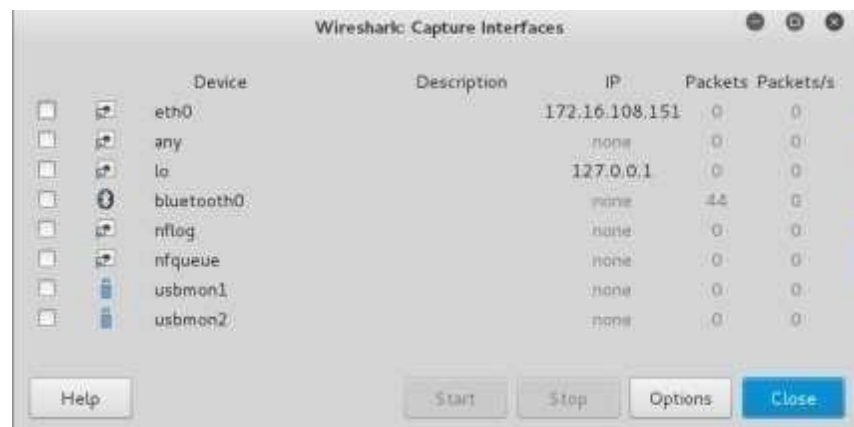 Wireshark: Capture Interfaces
Device Description IP Packets Packets/s
eth0 172.16.108.151 0 0
any none 0 0
lo 127.0.0.1 0 0
bluetooth0 none 44 0
nflog none 0 0
nfqueue none 0 0
usbmon1 none 0 0
usbmon2 none 0 0
Help Start Stop Options Close